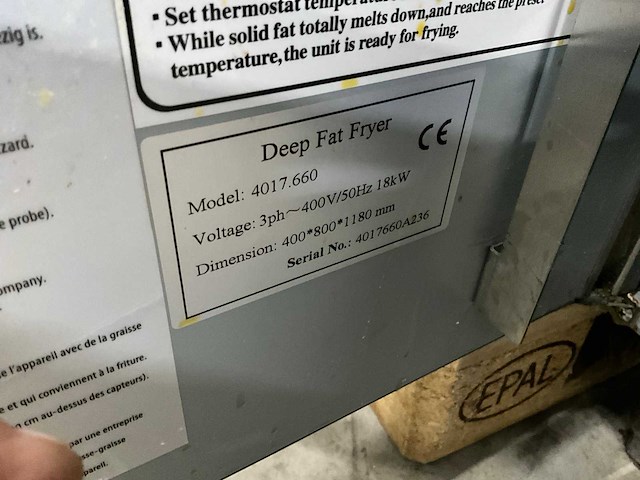 ▪ Set thermostat
▪ While solid fat totally melts down,and reaches the preset
temperature,the unit is ready for frying.
Deep Fat Fryer
CE
Model: 4017.660
Voltage: 3ph～400V/50Hz 18kW
Dimension: 400*800*1180 mm
Serial No.: 4017660A236
zig is.
zard.
e probe).
ompany.
e l'appareil avec de la graisse
e et qui conviennent à la friture.
cm au-dessus des capteurs).
par une entreprise
sse-graisse
pareil.
EPAL